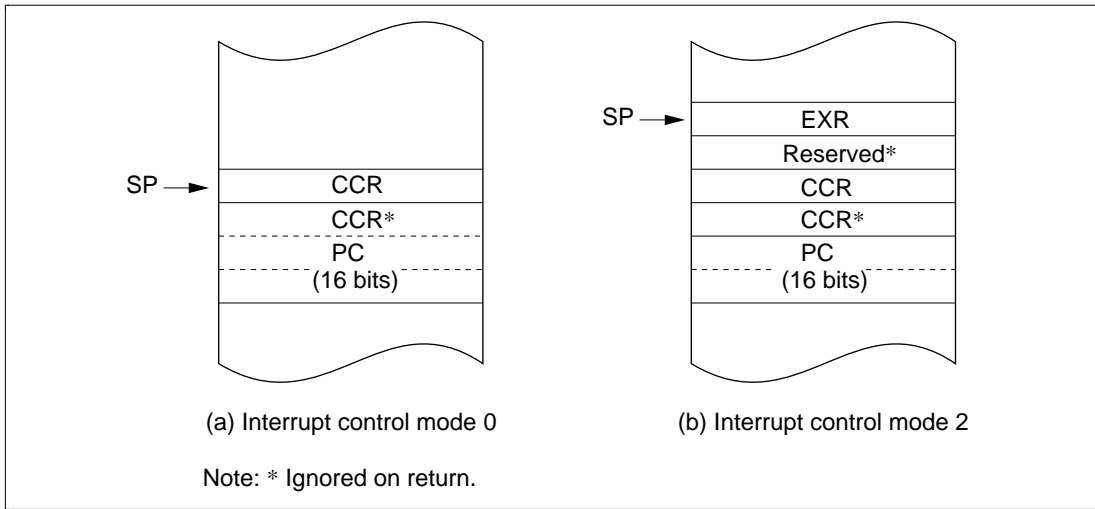 SP
CCR
CCR*
PC
(16 bits)
(a) Interrupt control mode 0
SP
EXR
Reserved*
CCR
CCR*
PC
(16 bits)
(b) Interrupt control mode 2
Note: * Ignored on return.